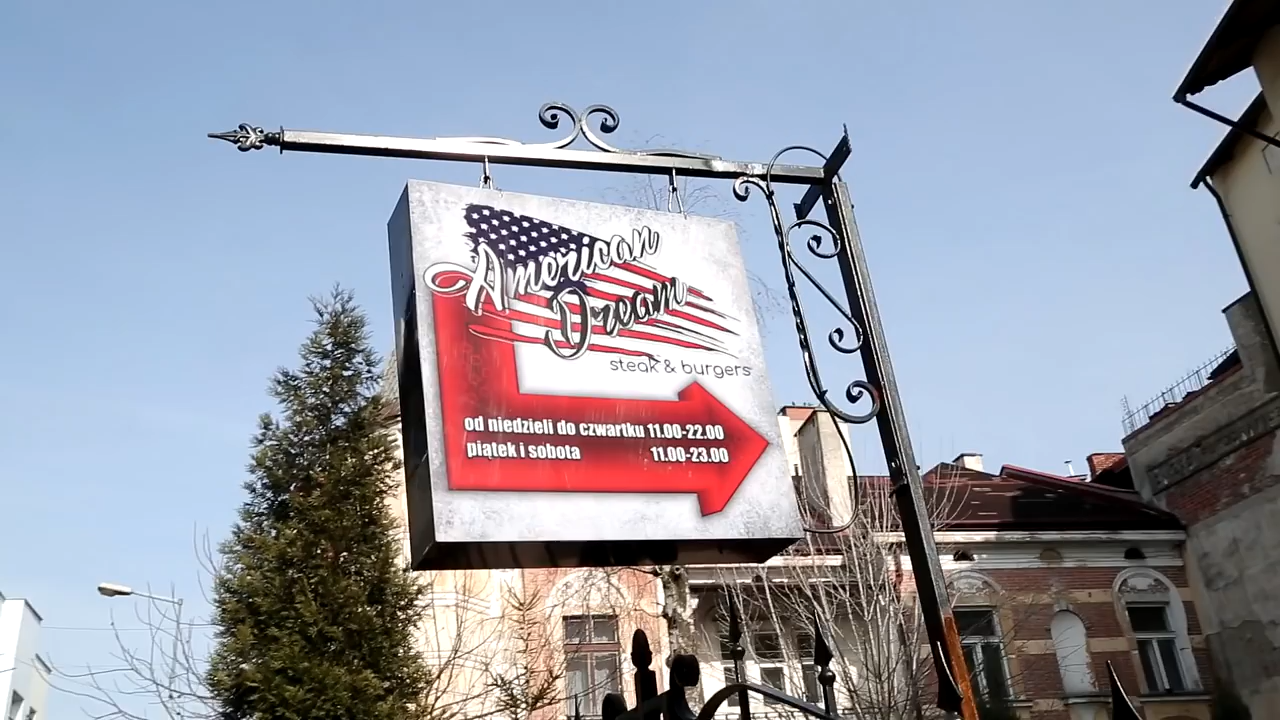 American
Dream
steak & burgers
od niedzieli do czwartku 11.00-22.00
piątek i sobota 11.00-23.00